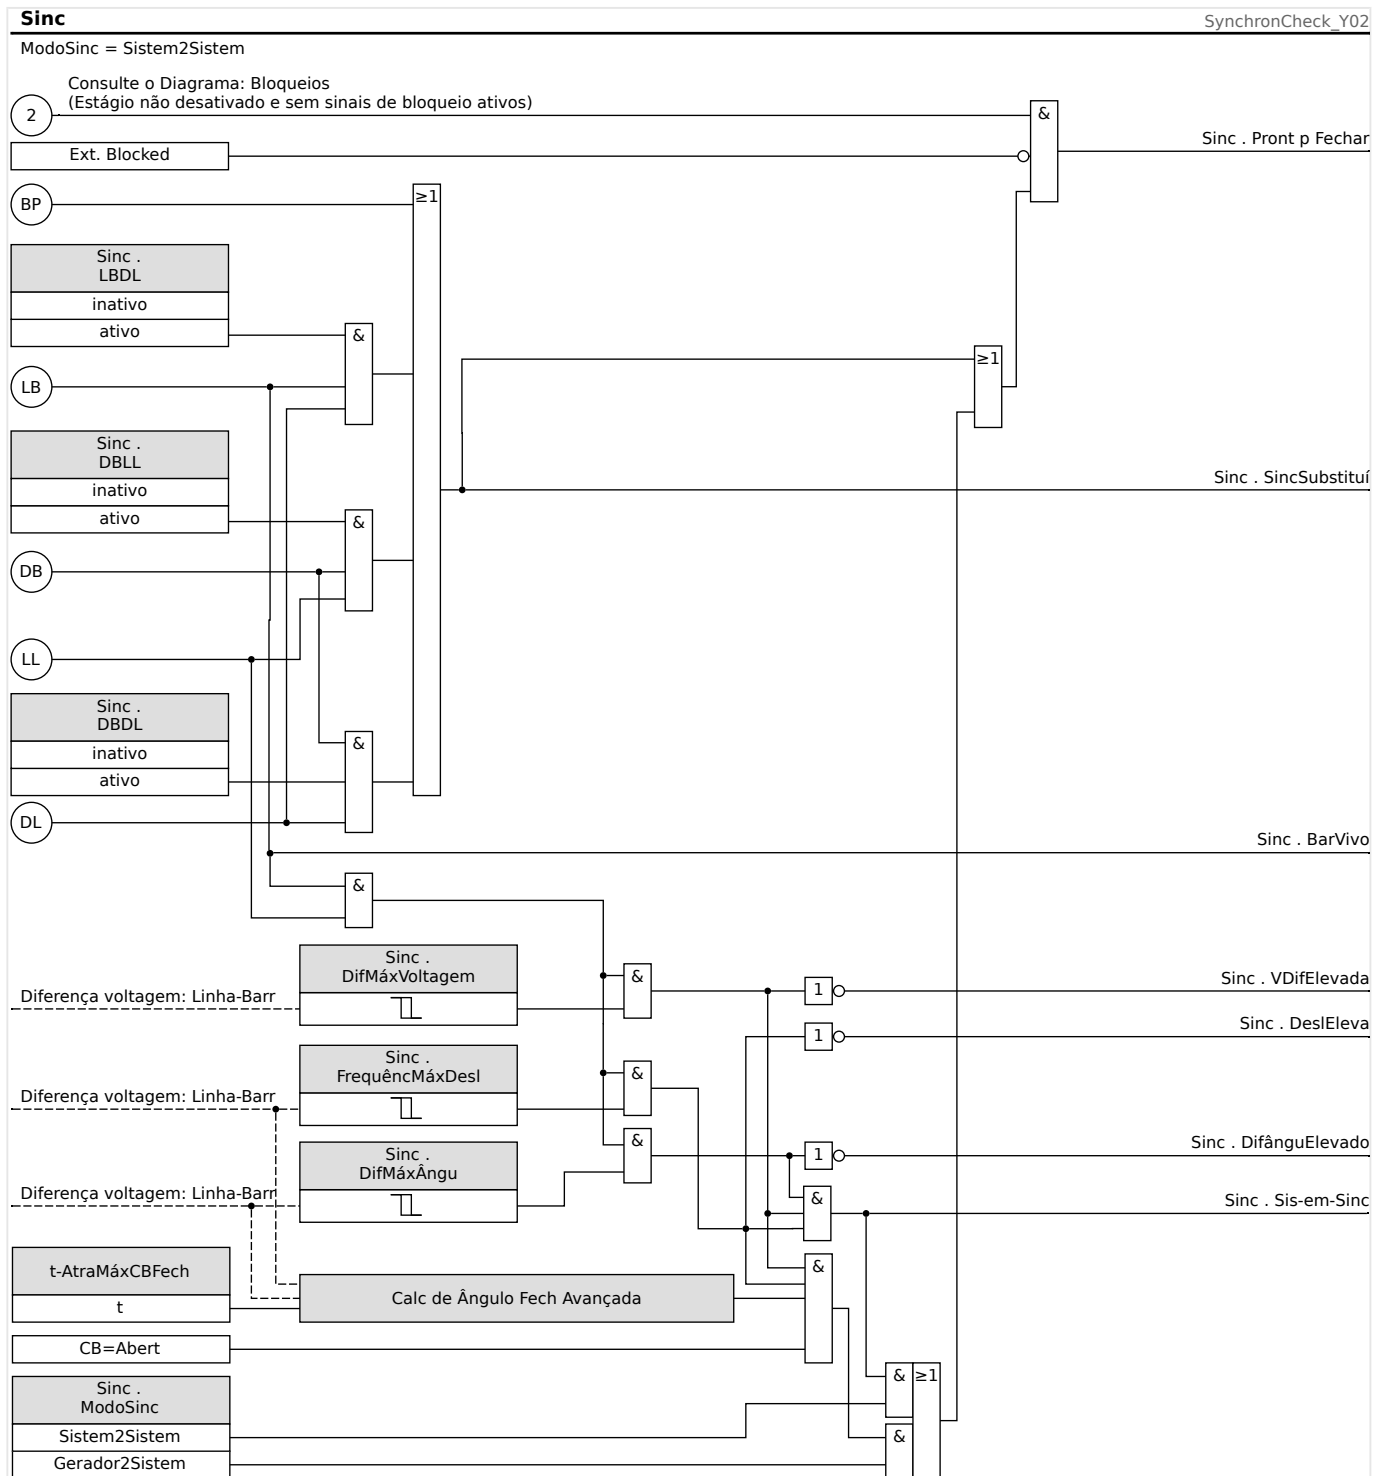 Sinc
SynchronCheck_Y02
ModoSinc = Sistem2Sistem
Consulte o Diagrama: Bloqueios
(Estágio não desativado e sem sinais de bloqueio ativos)
2
&
Sinc . Pront p Fechar
Ext. Blocked
BP
≥1
Sinc .
LBDL
inativo
ativo
&
≥1
LB
Sinc .
DBLL
inativo
ativo
&
Sinc . SincSubstituí
DB
LL
Sinc .
DBDL
inativo
ativo
&
DL
Sinc . BarVivo
&
Sinc .
DifMáxVoltagem
Diferença voltagem: Linha-Barr
&
1
Sinc . VDifElevada
1
Sinc . DeslEleva
Sinc .
FrequêncMáxDesl
Diferença voltagem: Linha-Barr
&
Sinc .
DifMáxÂngu
Diferença voltagem: Linha-Barr
&
1
Sinc . DifânguElevado
&
Sinc . Sis-em-Sinc
t-AtraMáxCBFech
t
Calc de Ângulo Fech Avançada
&
CB=Abert
Sinc .
ModoSinc
Sistem2Sistem
Gerador2Sistem
&
≥1
&